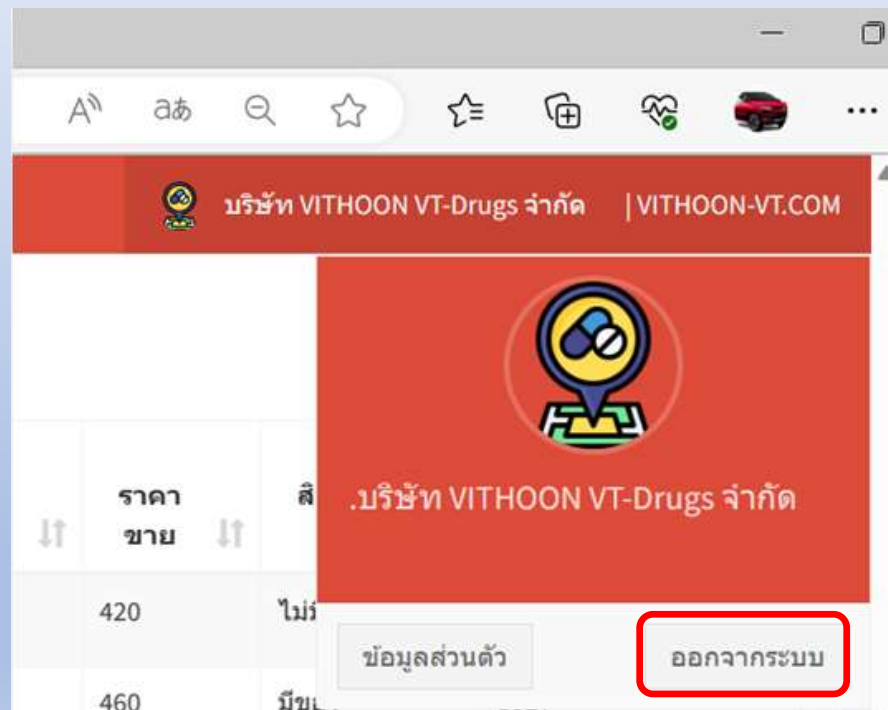 A aあ
บริษัท VITHOON VT-Drugs จำกัด | VITHOON-VT.COM
.บริษัท VITHOON VT-Drugs จำกัด
ราคา
ขาย
420
460
ข้อมูลส่วนตัว ออกจากระบบ